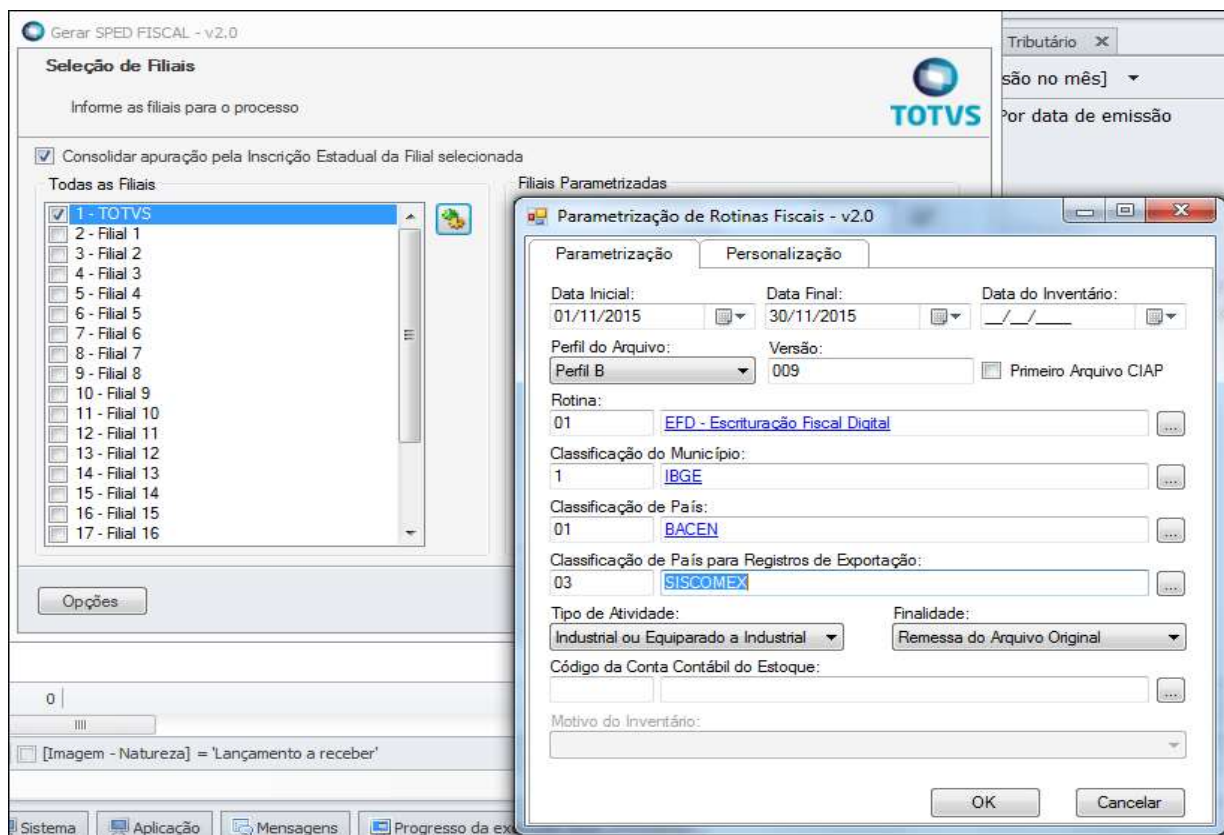 Gerar SPED FISCAL - v2.0
Seleção de Filiais
Informe as filiais para o processo
TOTVS
Tributário
são no mês]
Por data de emissão
Consolidar apuração pela Inscrição Estadual da Filial selecionada
Todas as Filiais
1 - TOTVS
2 - Filial 1
3 - Filial 2
4 - Filial 3
5 - Filial 4
6 - Filial 5
7 - Filial 6
8 - Filial 7
9 - Filial 8
10 - Filial 9
11 - Filial 10
12 - Filial 11
13 - Filial 12
14 - Filial 13
15 - Filial 14
16 - Filial 15
17 - Filial 16
Filiais Parametrizadas
Opções
Parametrização de Rotinas Fiscais - v2.0
Parametrização Personalização
Data Inicial: Data Final: Data do Inventário:
01/11/2015 30/11/2015 __/__/____
Perfil do Arquivo: Versão:
Perfil B 009 Primeiro Arquivo CIAP
Rotina:
01 EFD - Escrituração Fiscal Digital
Classificação do Município:
1 IBGE
Classificação de País:
01 BACEN
Classificação de País para Registros de Exportação:
03 SISCOMEX
Tipo de Atividade: Finalidade:
Industrial ou Equiparado a Industrial Remessa do Arquivo Original
Código da Conta Contábil do Estoque:
Motivo do Inventário:
OK Cancelar
0
[Imagem - Natureza] = 'Lançamento a receber'
Sistema Aplicação Mensagens Progresso da